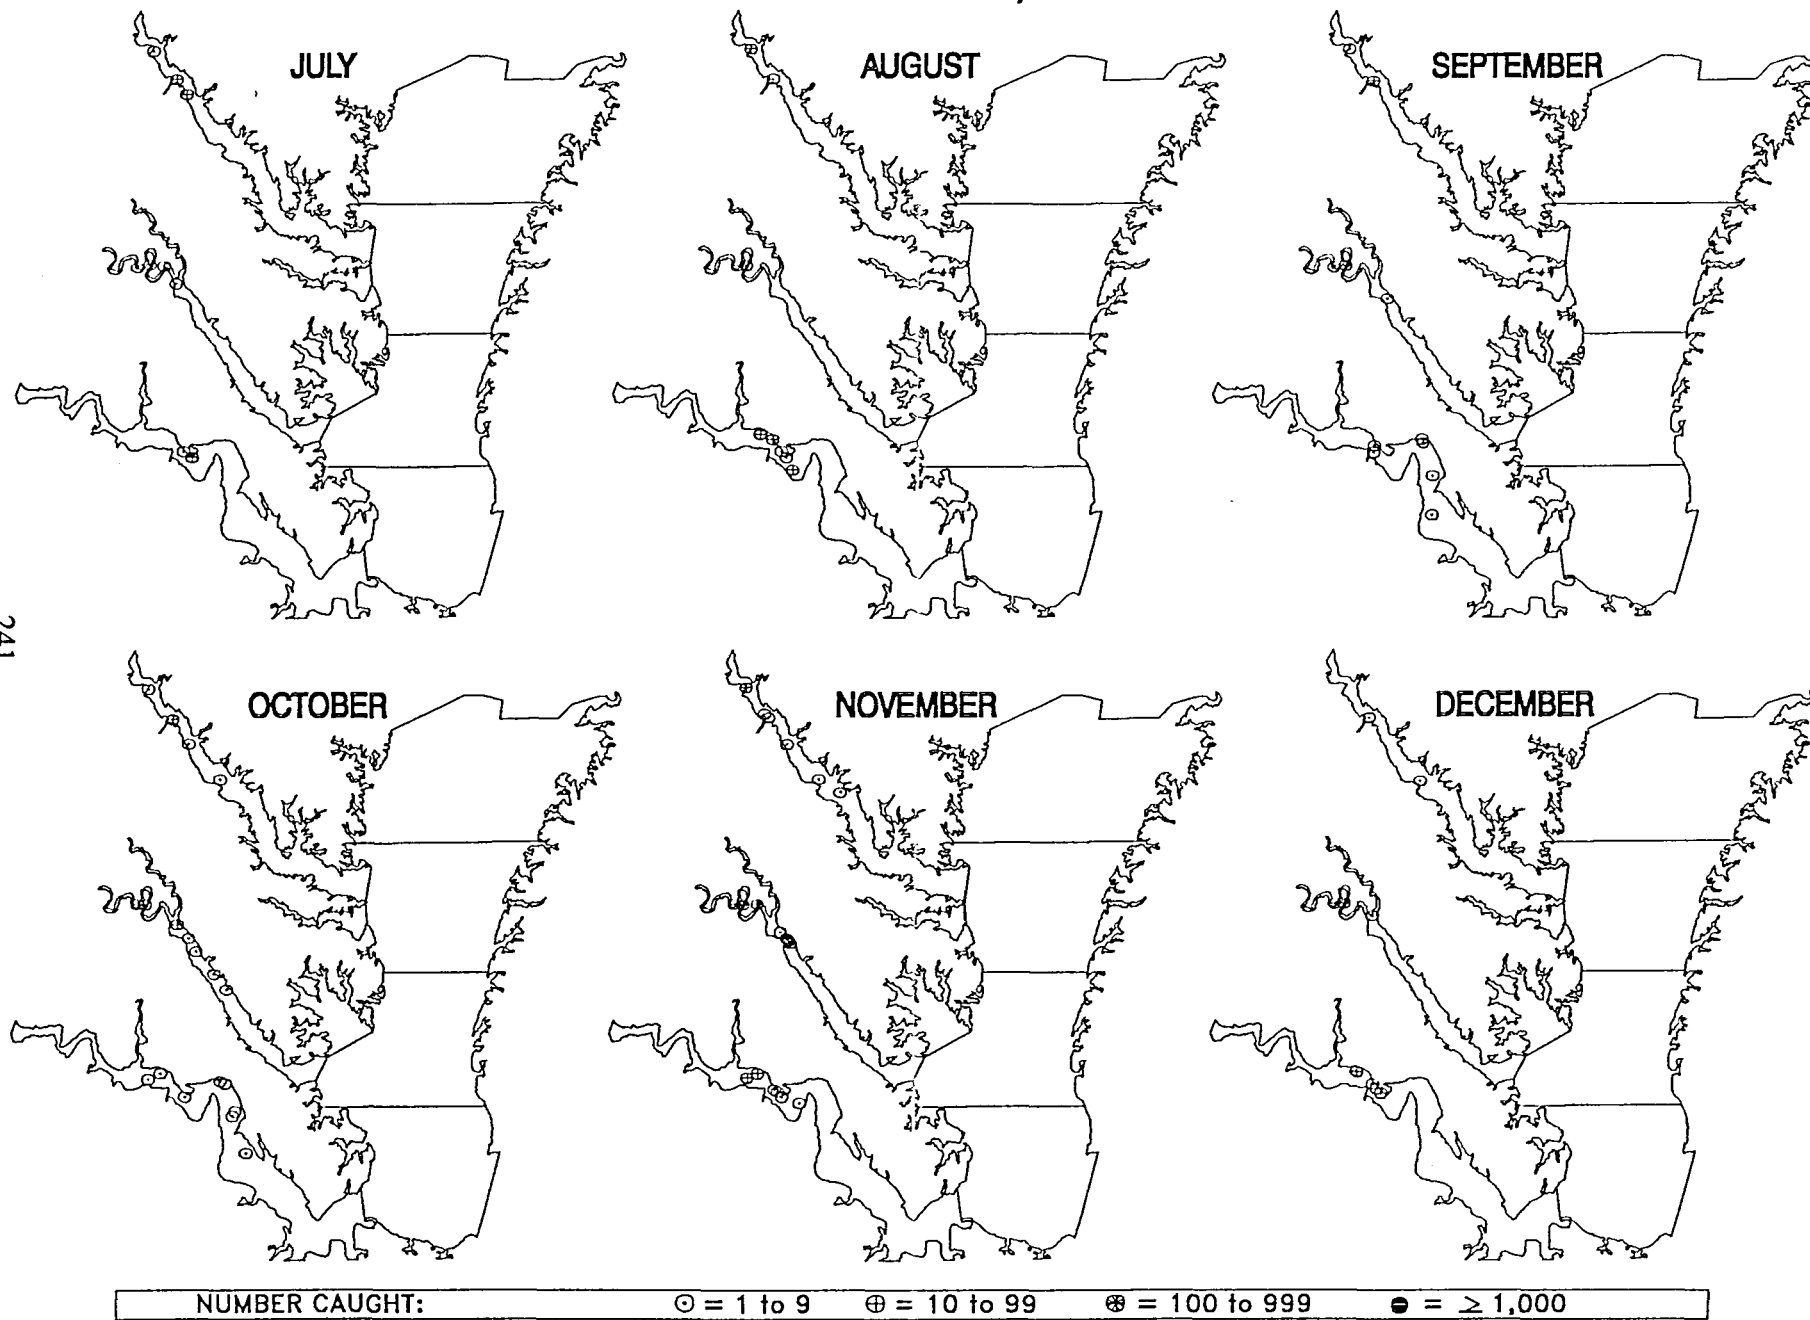 JULY
AUGUST
SEPTEMBER
241
OCTOBER
NOVEMBER
DECEMBER
NUMBER CAUGHT: ⊙ = 1 to 9 ⊕ = 10 to 99 ⊛ = 100 to 999 ⊖ = ≥ 1,000